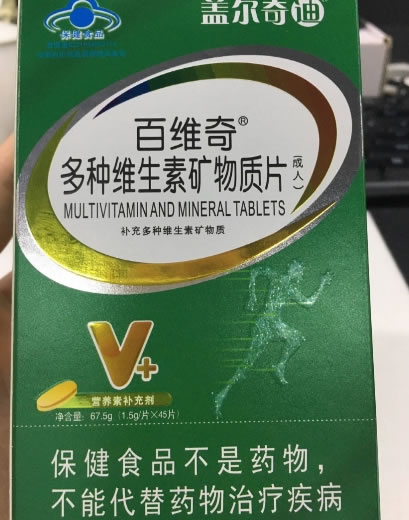 盖尔奇迪
保健食品
百维奇®
多种维生素矿物质片(成人)
MULTIVITAMIN AND MINERAL TABLETS
补充多种维生素矿物质
V+
营养素补充剂
净含量: 67.5g (1.5g/片×45片)
保健食品不是药物，
不能代替药物治疗疾病